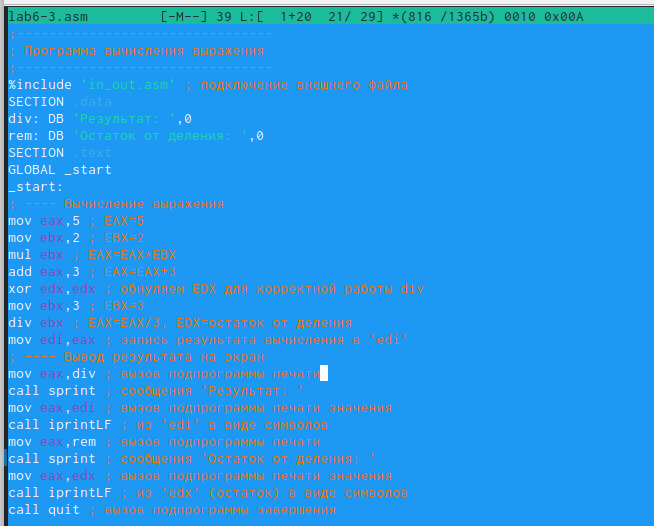 lab6-3.asm [-M--] 39 L:[ 1+20 21/ 29] *(816 /1365b) 0010 0x00A
;--------------------------------
; Программа вычисления выражения
;--------------------------------
%include 'in_out.asm' ; подключение внешнего файла
SECTION .data
div: DB 'Результат: ',0
rem: DB 'Остаток от деления: ',0
SECTION .text
GLOBAL _start
_start:
; ---- Вычисление выражения
mov eax,5 ; EAX=5
mov ebx,2 ; EBX=2
mul ebx ; EAX=EAX*EBX
add eax,3 ; EAX=EAX+3
xor edx,edx ; обнуляем EDX для корректной работы div
mov ebx,3 ; EBX=3
div ebx ; EAX=EAX/3, EDX=остаток от деления
mov edi,eax ; запись результата вычисления в 'edi'
; ---- Вывод результата на экран
mov eax,div ; вызов подпрограммы печати
call sprint ; сообщения 'Результат: '
mov eax,edi ; вызов подпрограммы печати значения
call iprintLF ; из 'edi' в виде символов
mov eax,rem ; вызов подпрограммы печати
call sprint ; сообщения 'Остаток от деления: '
mov eax,edx ; вызов подпрограммы печати значения
call iprintLF ; из 'edx' (остаток) в виде символов
call quit ; вызов подпрограммы завершения